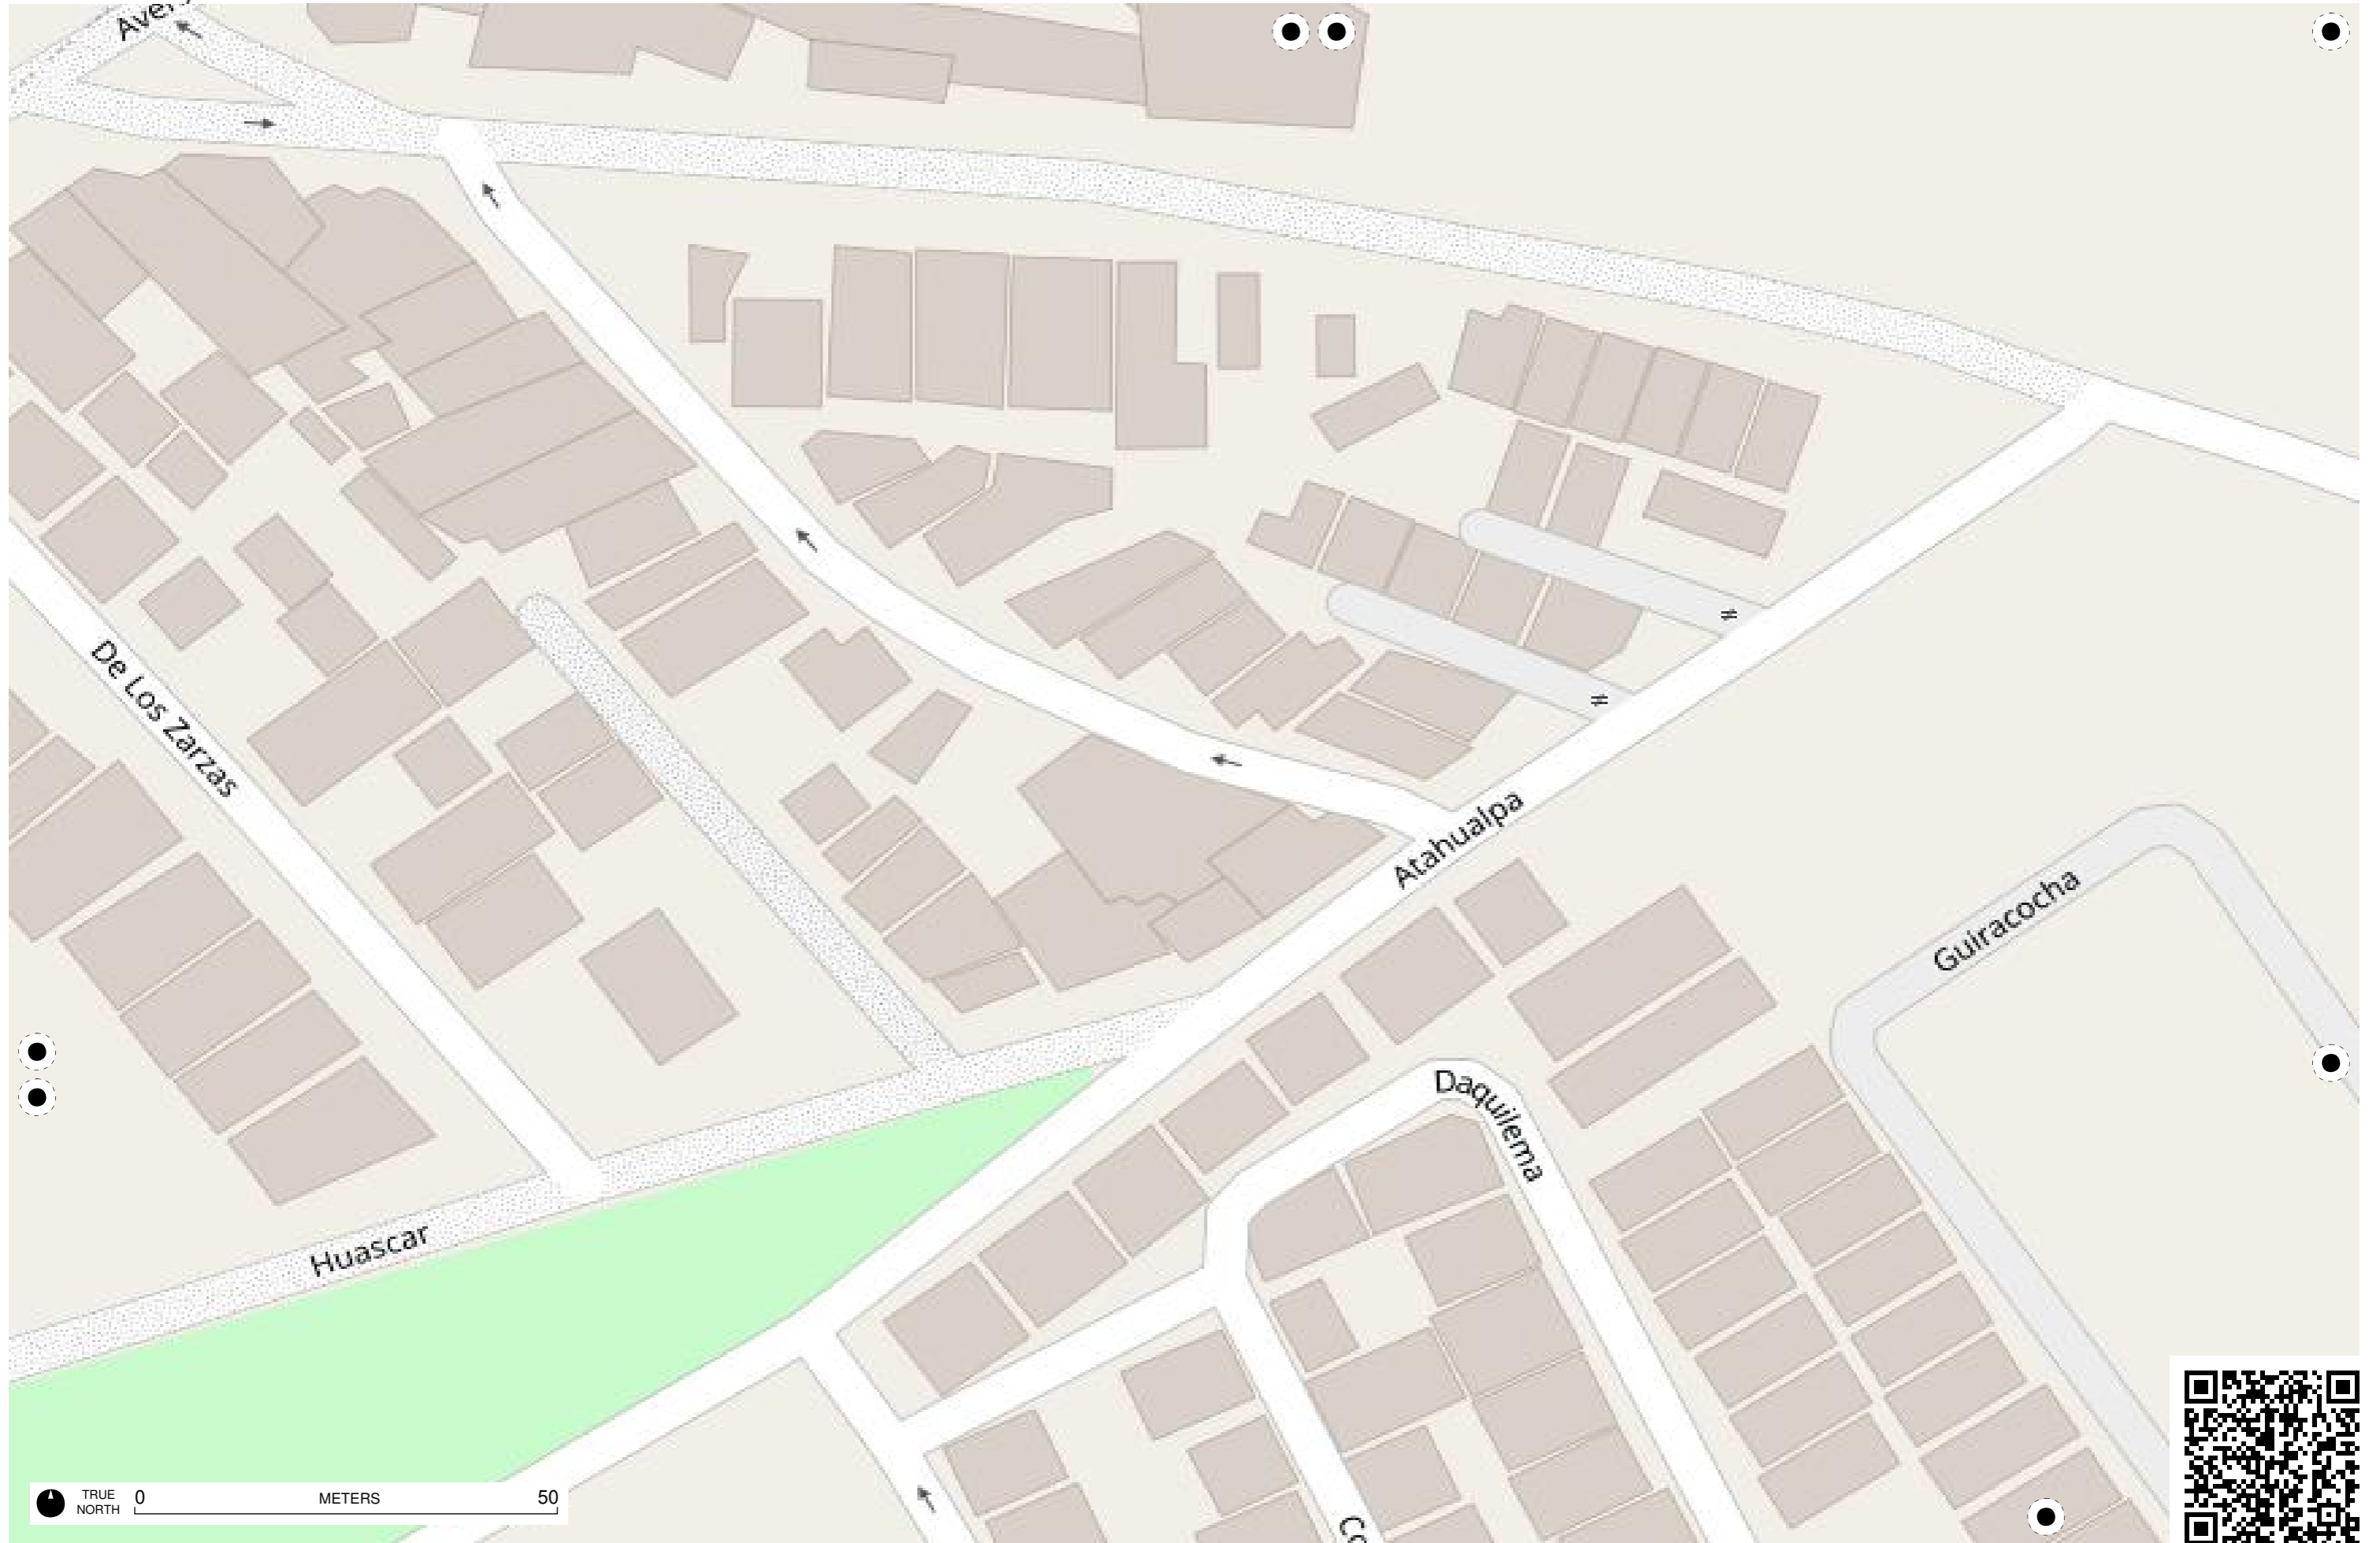 De Los Zarzas
Atahualpa
Guiracocha
Daquilema
Huascar
TRUE
NORTH
0 METERS 50